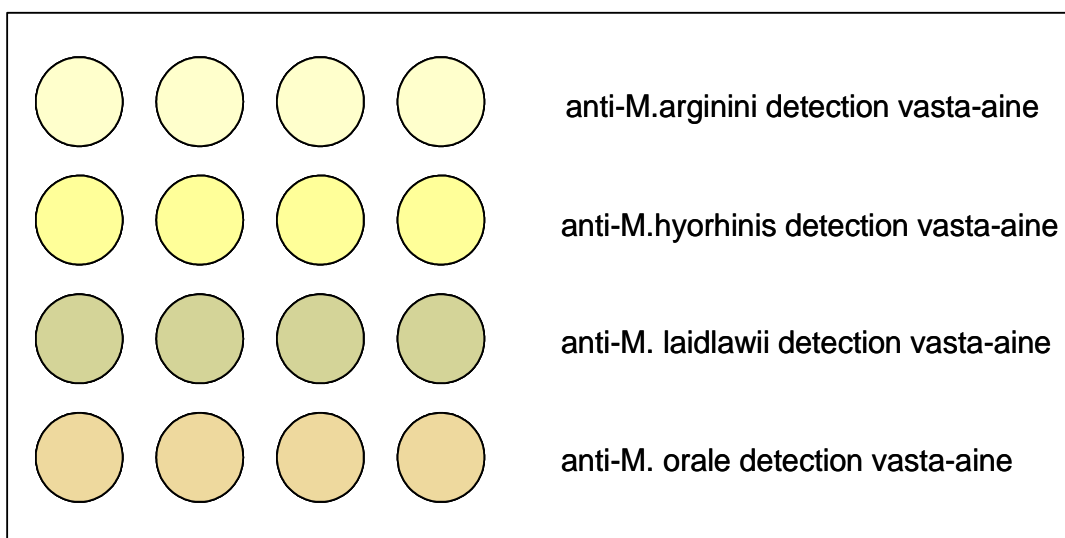 anti-M.arginini detection vasta-aine
anti-M.hyorhinis detection vasta-aine
anti-M. laidlawii detection vasta-aine
anti-M. orale detection vasta-aine